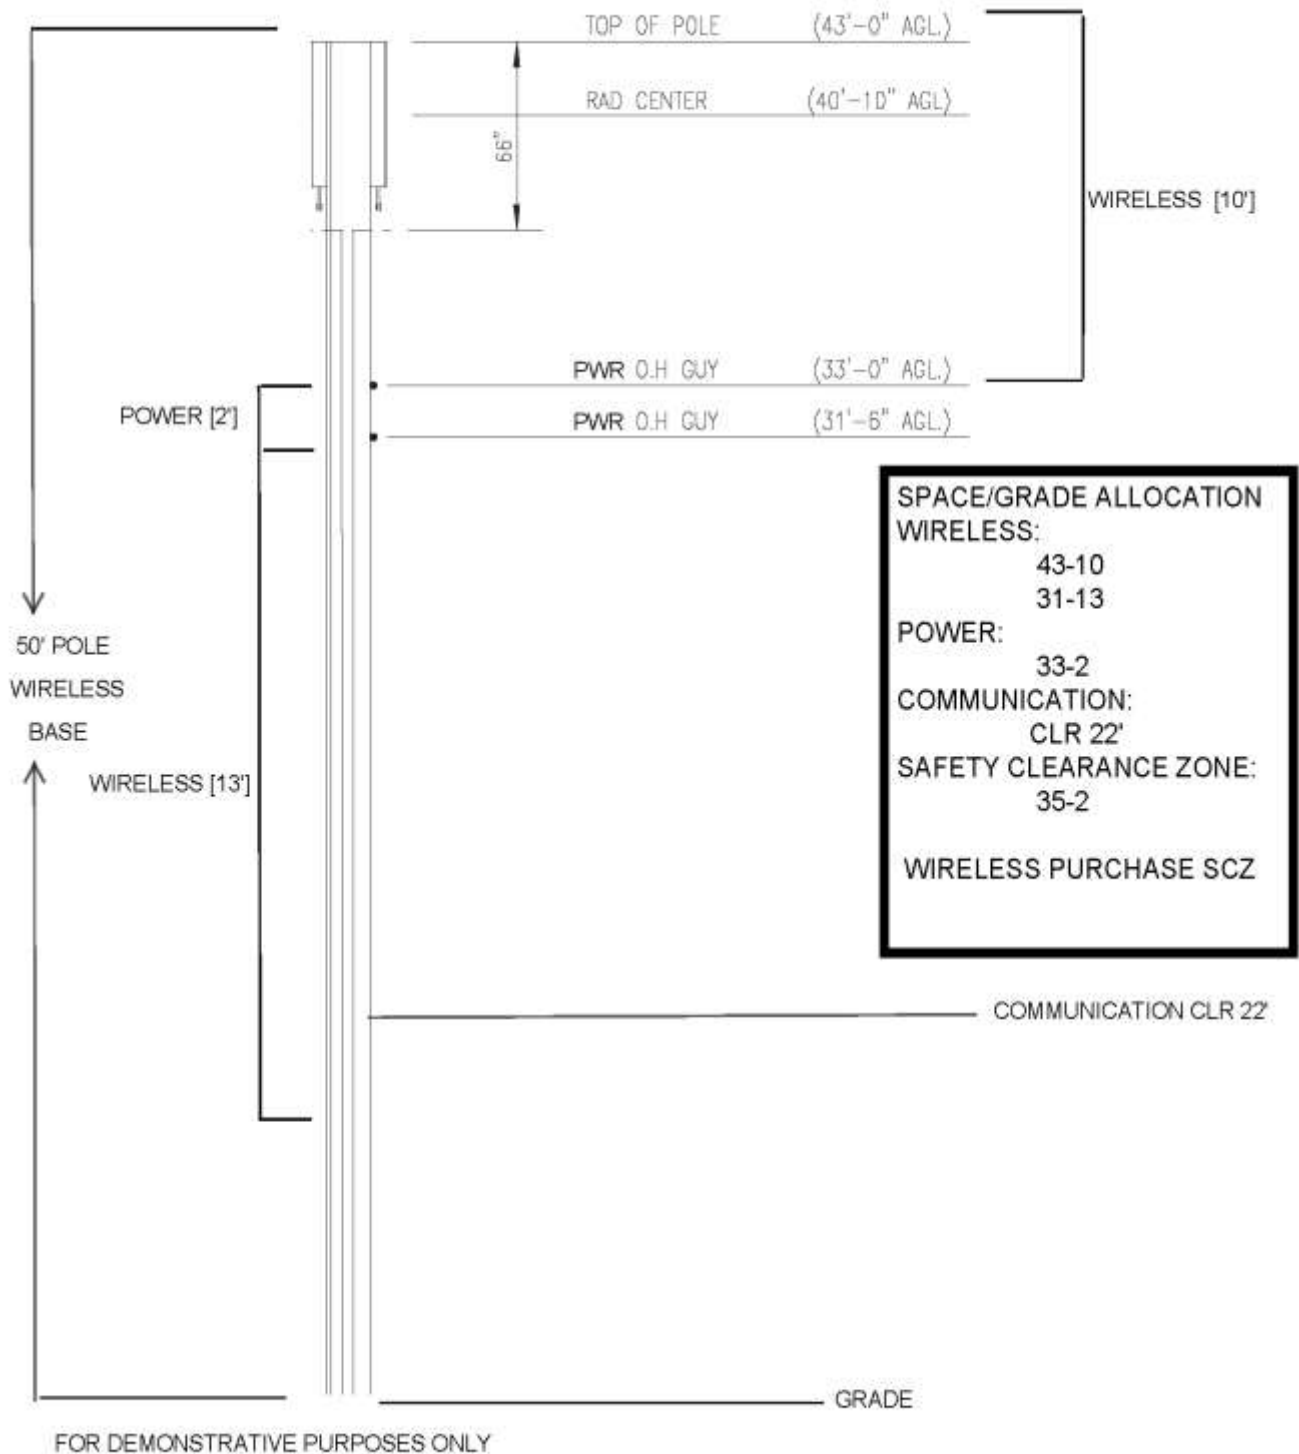 TOP OF POLE (43'-0" AGL.)
RAD CENTER (40'-10" AGL)
66"
WIRELESS [10']
PWR O.H GUY (33'-0" AGL.)
POWER [2']
PWR O.H GUY (31'-6" AGL.)
SPACE/GRADE ALLOCATION
WIRELESS:
43-10
31-13
POWER:
33-2
COMMUNICATION:
CLR 22'
SAFETY CLEARANCE ZONE:
35-2
WIRELESS PURCHASE SCZ
50' POLE
WIRELESS
BASE
WIRELESS [13']
COMMUNICATION CLR 22'
GRADE
FOR DEMONSTRATIVE PURPOSES ONLY